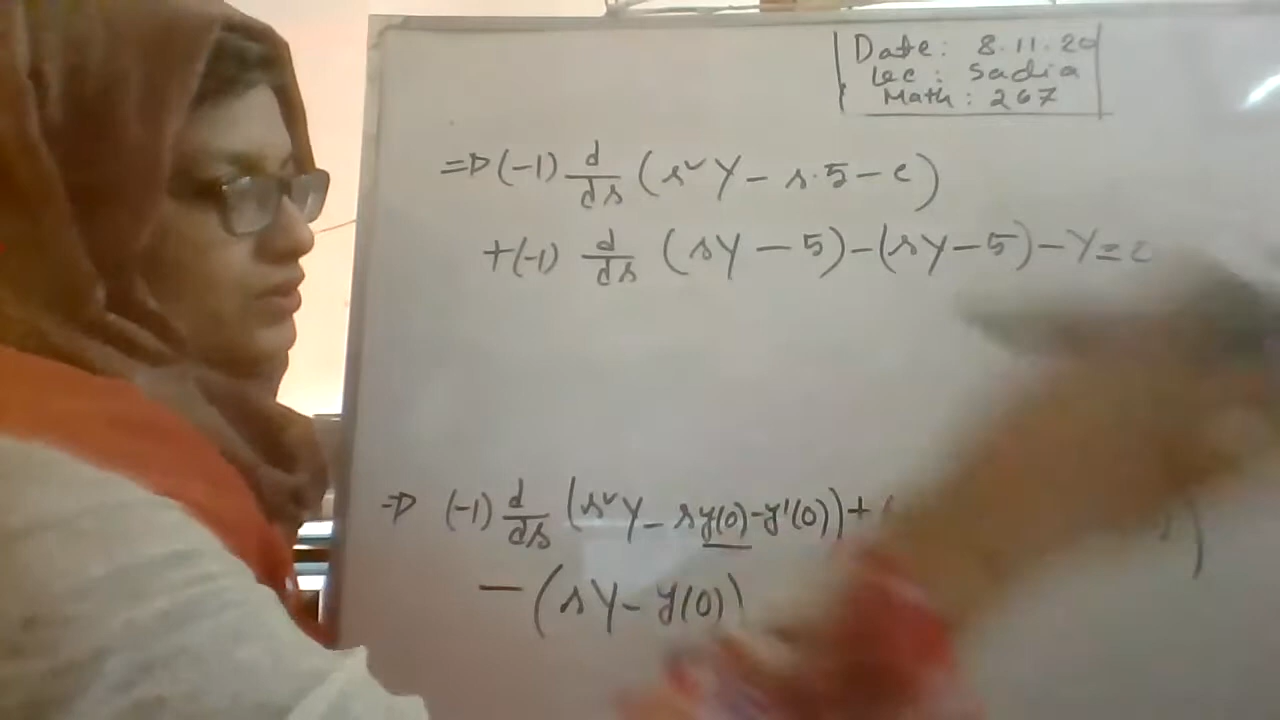 Date: 8.11.20
Lec: Sadia
Math: 267
=> (-1) d/ds (s²Y - s.5 - c)
+(-1) d/ds (sY - 5) - (sY - 5) - Y =
=> (-1) d/ds (s²Y - sy(0) - y'(0)) +
- (sY - y(0))